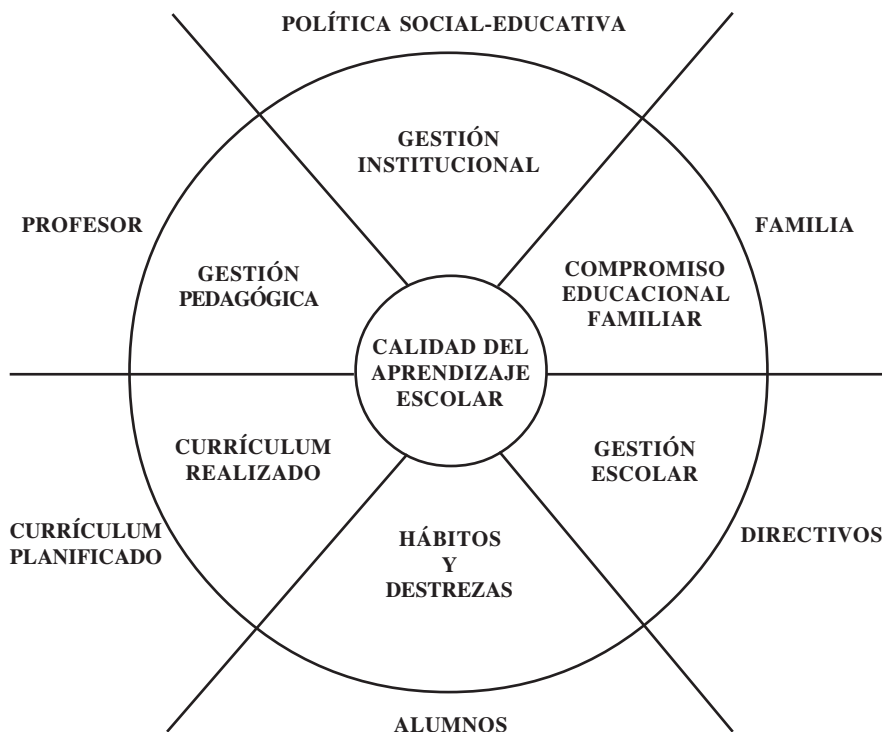 POLÍTICA SOCIAL-EDUCATIVA
GESTIÓN
INSTITUCIONAL
PROFESOR
FAMILIA
GESTIÓN
PEDAGÓGICA
COMPROMISO
EDUCACIONAL
FAMILIAR
CALIDAD DEL
APRENDIZAJE
ESCOLAR
CURRÍCULUM
REALIZADO
GESTIÓN
ESCOLAR
CURRÍCULUM
PLANIFICADO
HÁBITOS
Y
DESTREZAS
DIRECTIVOS
ALUMNOS